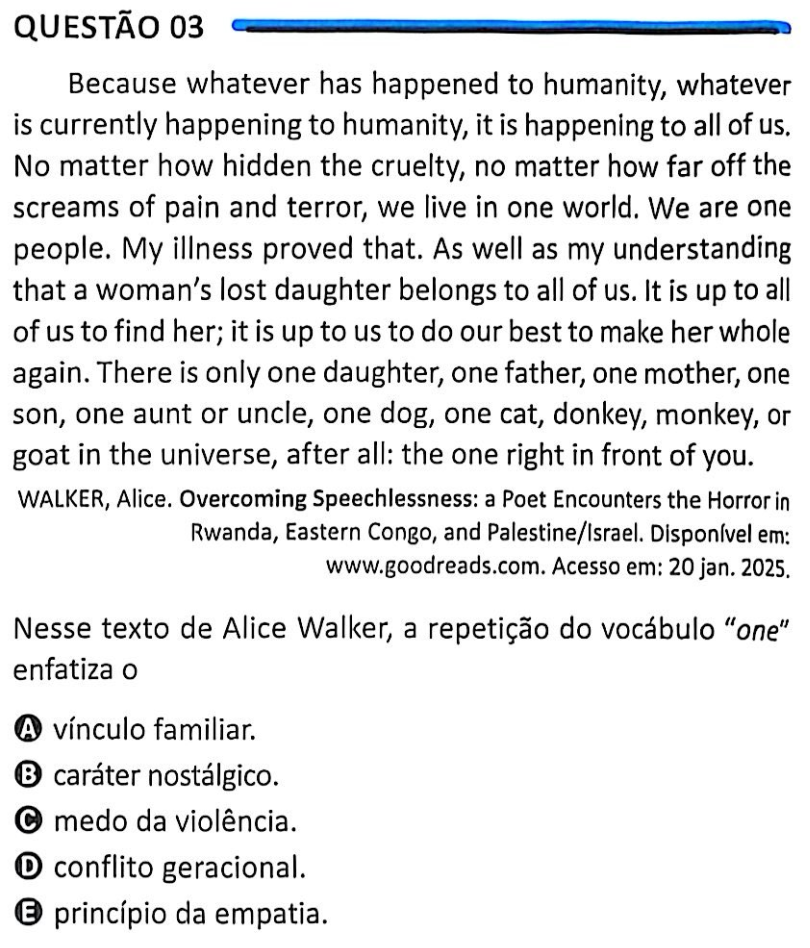 QUESTÃO 03
Because whatever has happened to humanity, whatever
is currently happening to humanity, it is happening to all of us.
No matter how hidden the cruelty, no matter how far off the
screams of pain and terror, we live in one world. We are one
people. My illness proved that. As well as my understanding
that a woman’s lost daughter belongs to all of us. It is up to all
of us to find her; it is up to us to do our best to make her whole
again. There is only one daughter, one father, one mother, one
son, one aunt or uncle, one dog, one cat, donkey, monkey, or
goat in the universe, after all: the one right in front of you.
WALKER, Alice. Overcoming Speechlessness: a Poet Encounters the Horror in
Rwanda, Eastern Congo, and Palestine/Israel. Disponível em:
www.goodreads.com. Acesso em: 20 jan. 2025.
Nesse texto de Alice Walker, a repetição do vocábulo “one”
enfatiza o
A vínculo familiar.
B caráter nostálgico.
C medo da violência.
D conflito geracional.
E princípio da empatia.